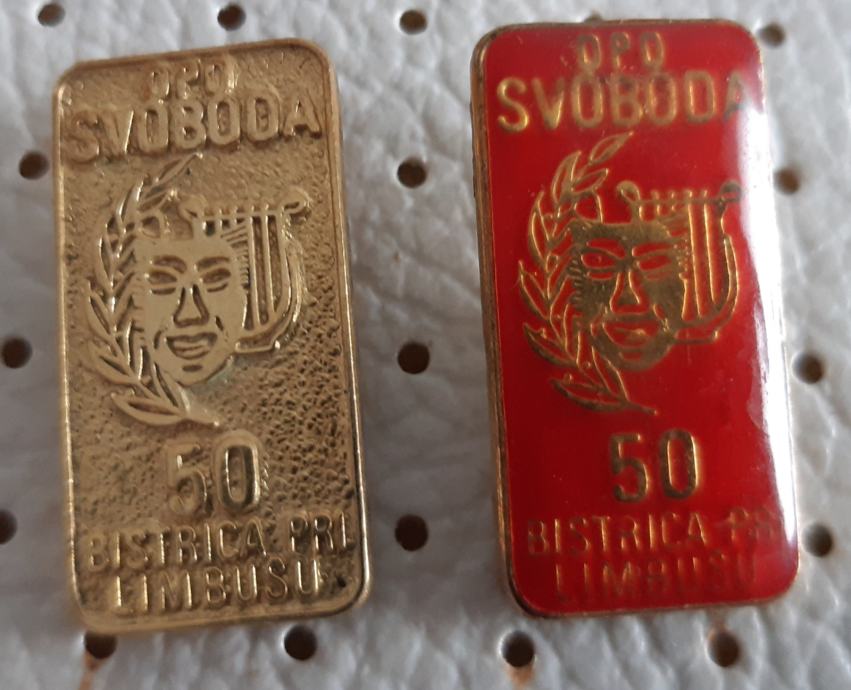 DPD
SVOBODA
50
BISTRICA PRI
LIMBUSU
DPD
SVOBODA
50
BISTRICA PRI
LIMBUSU